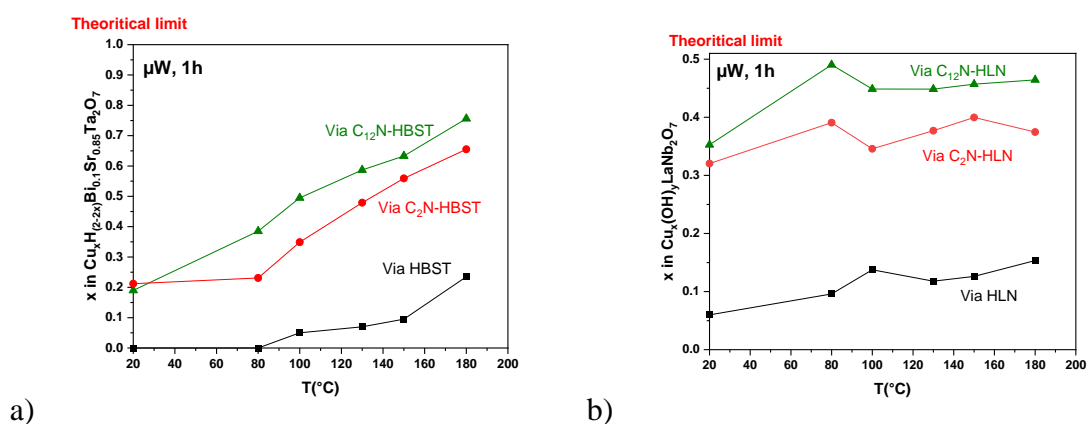 Theoritical limit
µW, 1h
Via C₁₂N-HBST
Via C₂N-HBST
Via HBST
x in CuₓH₍₂₋₂ₓ₎Bi₀.₁Sr₀.₈₅Ta₂O₇
1.0
0.9
0.8
0.7
0.6
0.5
0.4
0.3
0.2
0.1
0.0
20 40 60 80 100 120 140 160 180 200
T(°C)
a)
Theoritical limit
µW, 1h
Via C₁₂N-HLN
Via C₂N-HLN
Via HLN
x in Cuₓ(OH)ᵧLaNb₂O₇
0.5
0.4
0.3
0.2
0.1
0.0
20 40 60 80 100 120 140 160 180 200
T(°C)
b)